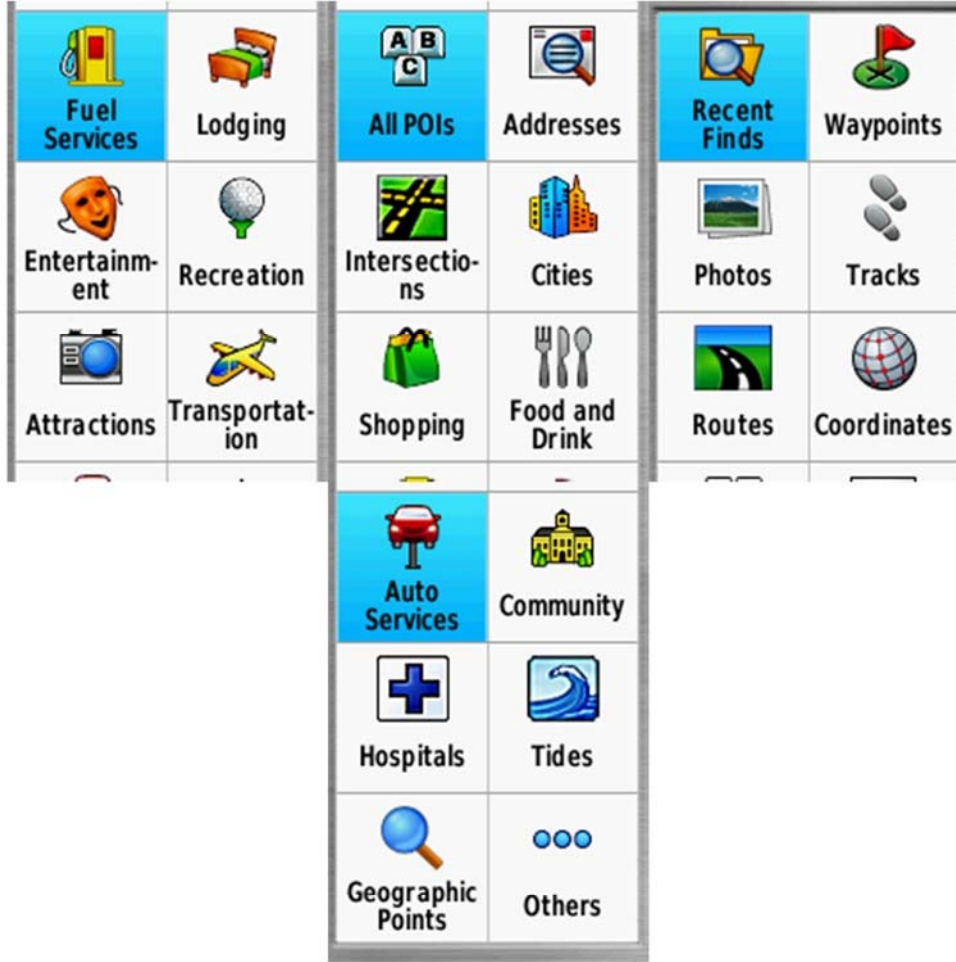 Fuel
Services
Lodging
Entertainm-
ent
Recreation
Attractions
Transportat-
ion
A B
C
All POIs
Addresses
Intersectio-
ns
Cities
Shopping
Food and
Drink
Recent
Finds
Waypoints
Photos
Tracks
Routes
Coordinates
Auto
Services
Community
Hospitals
Tides
Geographic
Points
Others